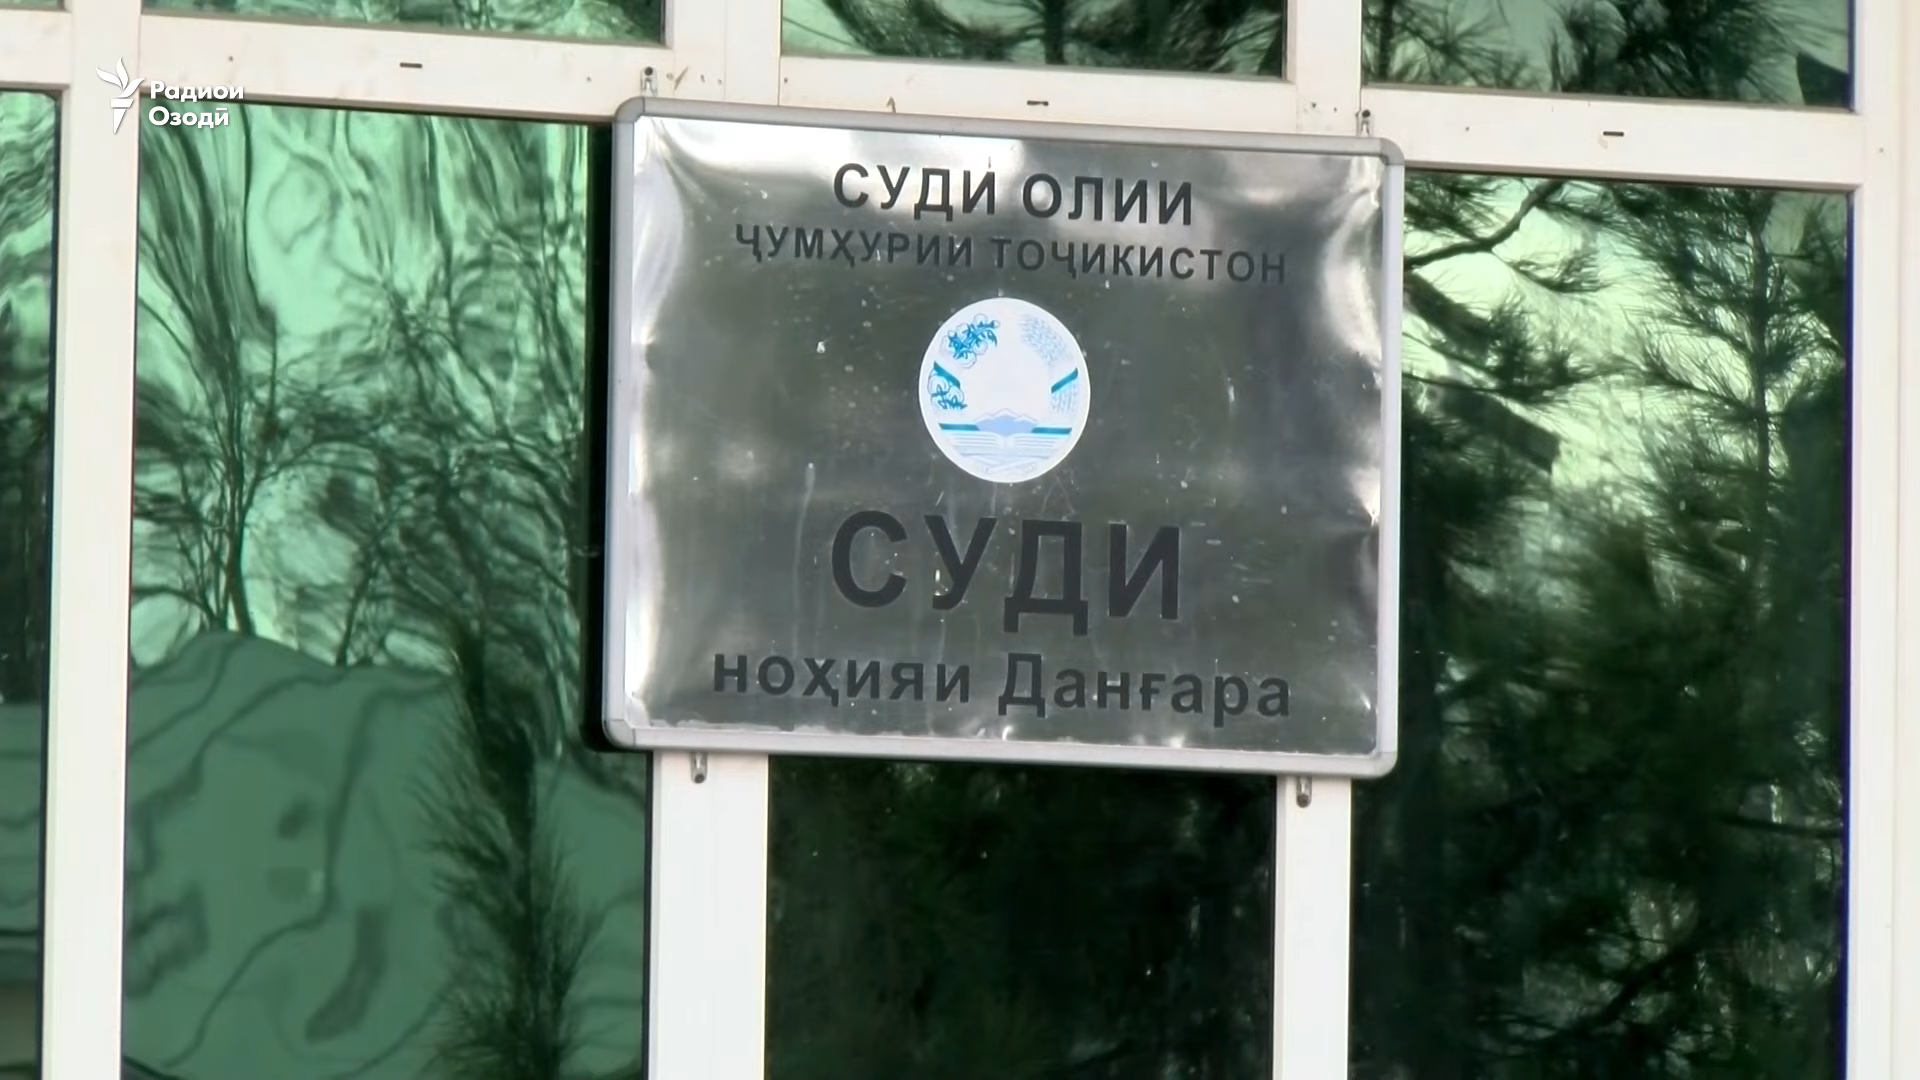 Радиои
Озодӣ
СУДИ ОЛИИ
ҶУМҲУРИИ ТОҶИКИСТОН
СУДИ
ноҳияи Данғара